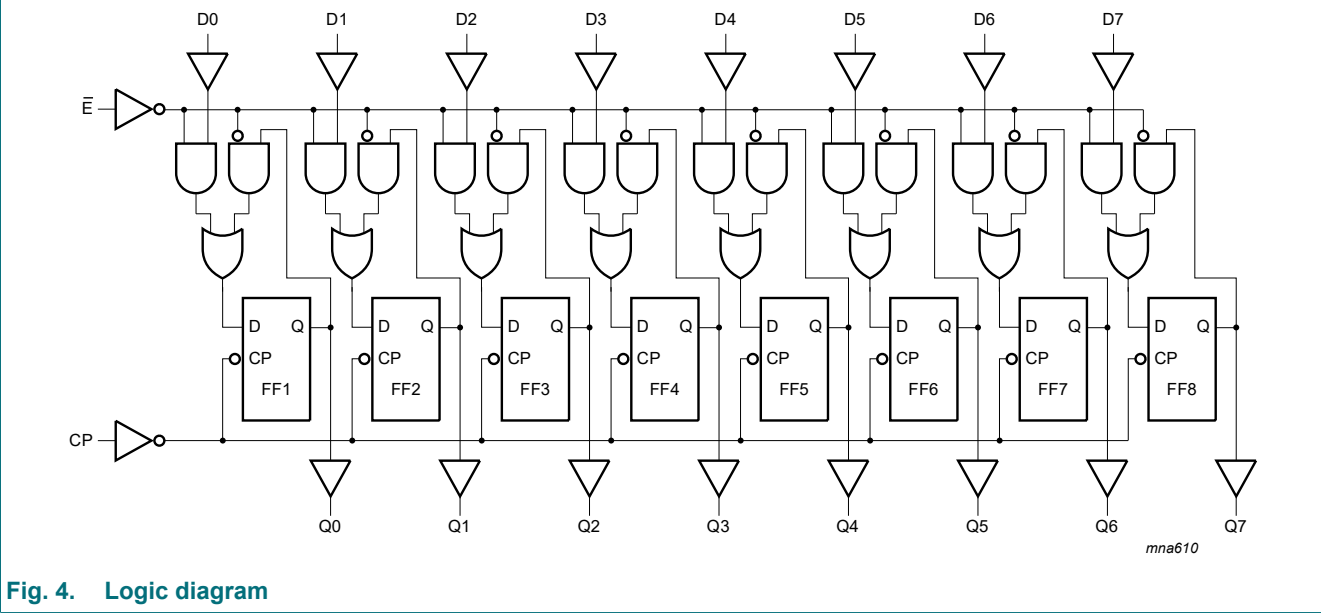 D0 D1 D2 D3 D4 D5 D6 D7
E̅
D Q D Q D Q D Q D Q D Q D Q D Q
CP CP CP CP CP CP CP CP
FF1 FF2 FF3 FF4 FF5 FF6 FF7 FF8
CP
Q0 Q1 Q2 Q3 Q4 Q5 Q6 Q7
mna610
Fig. 4. Logic diagram